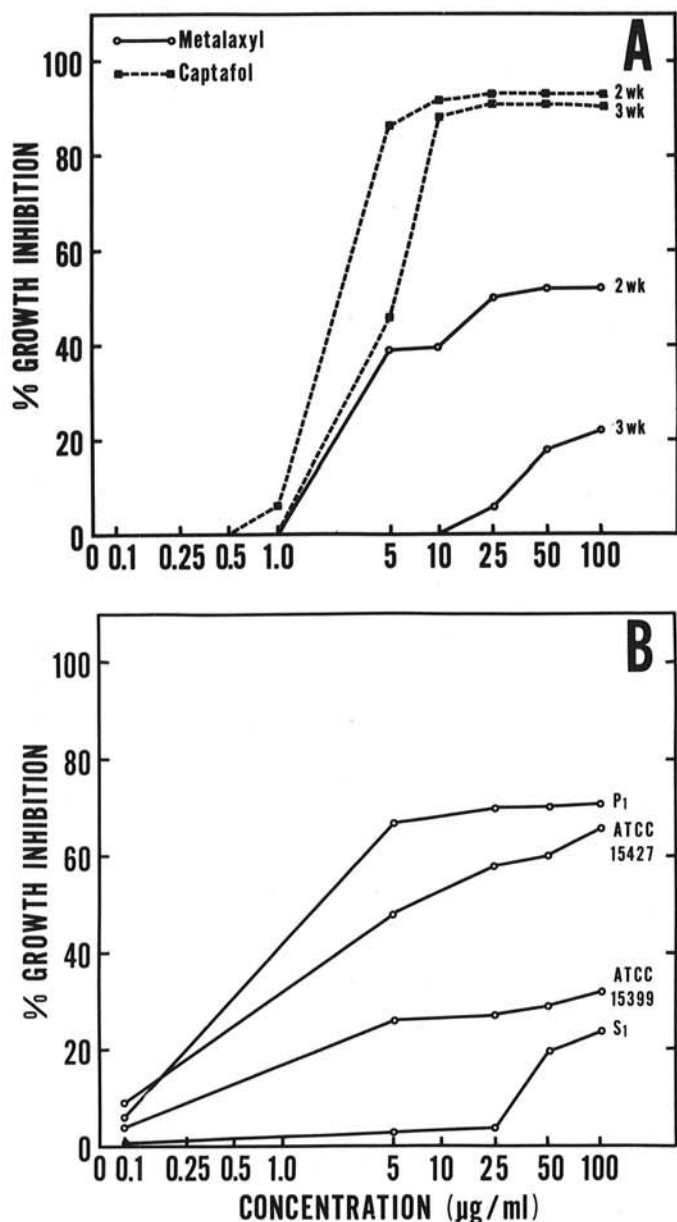 A
Metalaxyl
Captafol
100
80
60
40
20
0
% GROWTH INHIBITION
2 wk
3 wk
2 wk
3 wk
0 0.1 0.25 0.5 1.0 5 10 25 50 100
B
100
80
60
40
20
0
% GROWTH INHIBITION
P1
ATCC
15427
ATCC
15399
S1
0 0.1 0.25 0.5 1.0 5 10 25 50 100
CONCENTRATION (µg/ml)